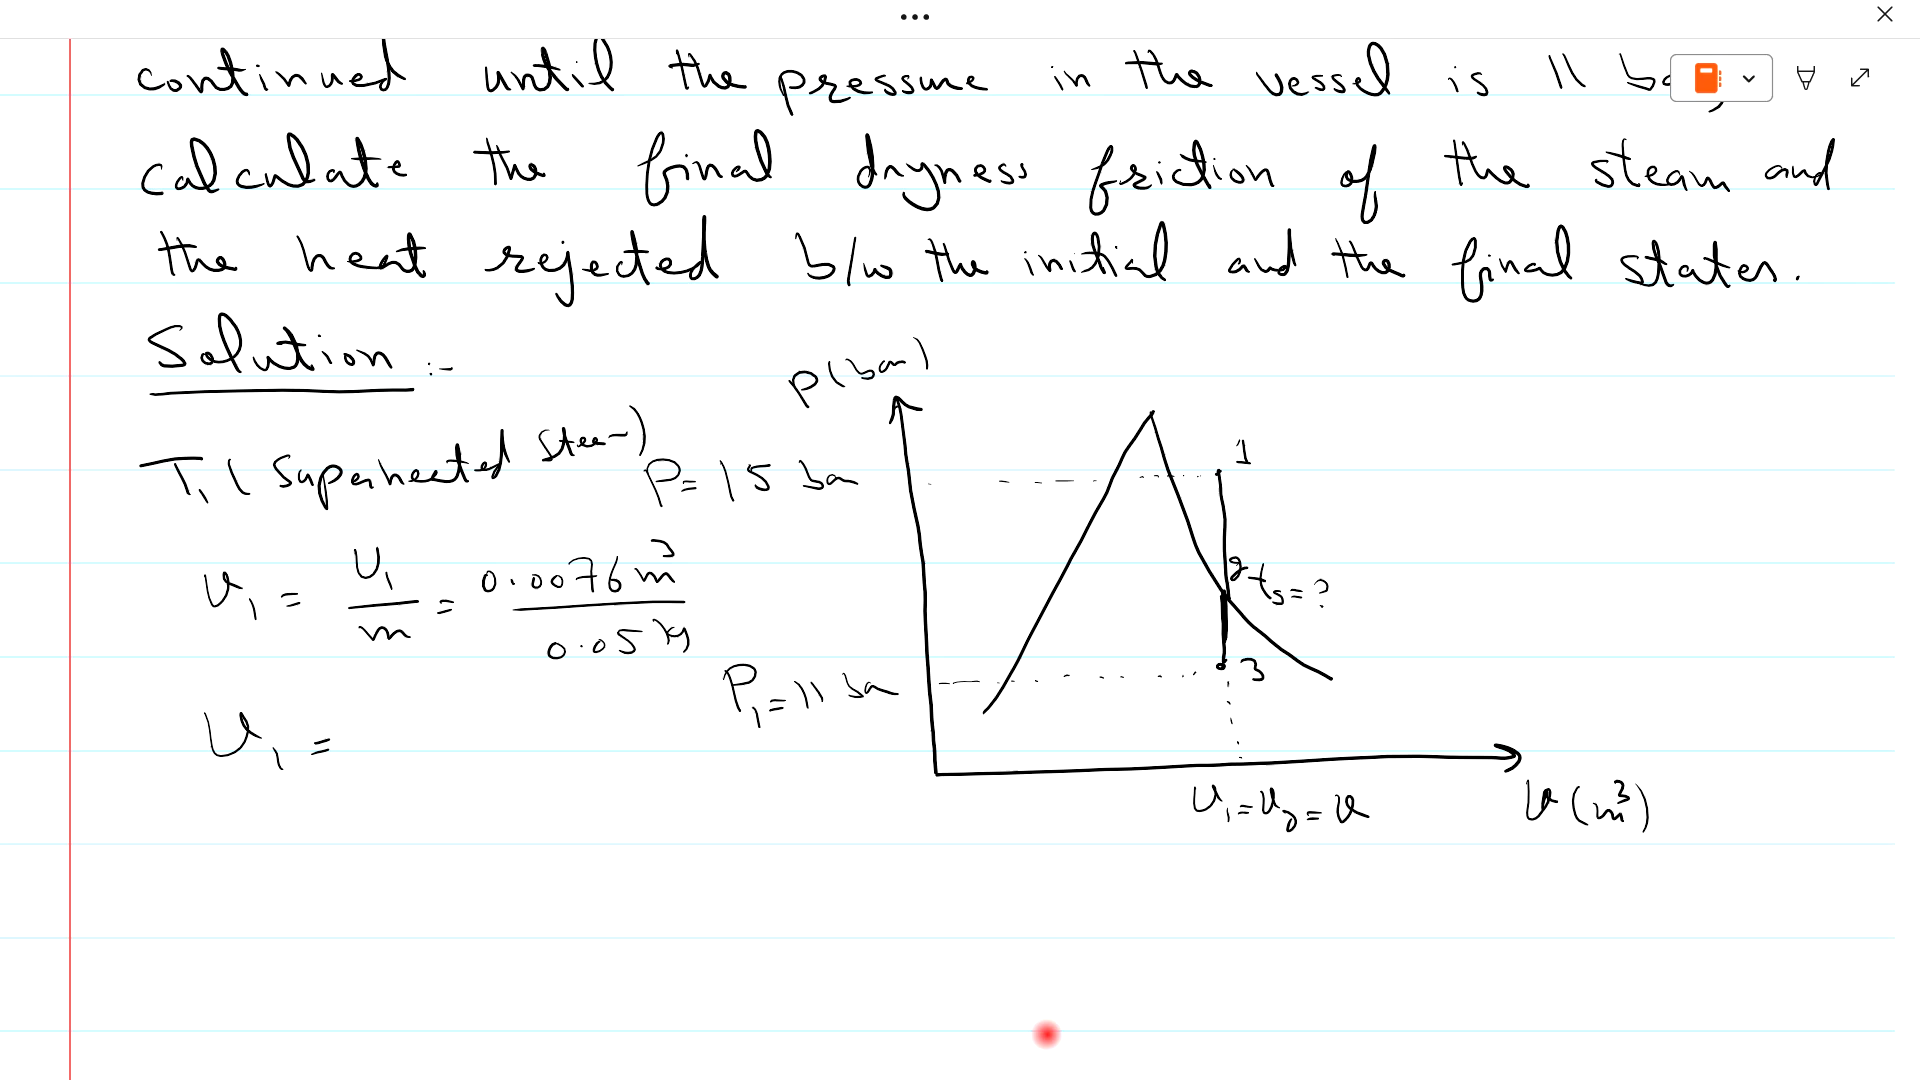 continued until the pressure in the vessel is 11
calculate the final dryness friction of the steam and
the heat rejected b/w the initial and the final states.
Solution :-
P(bar)
T₁ ( Superheated Steam)
P = 15 bar
1
v₁ = V₁/m = 0.0076 m³ / 0.05 kg
2 ts = ?
P₁ = 11 bar
3
v₁ =
v₁ = v₂ = v
v (m³)